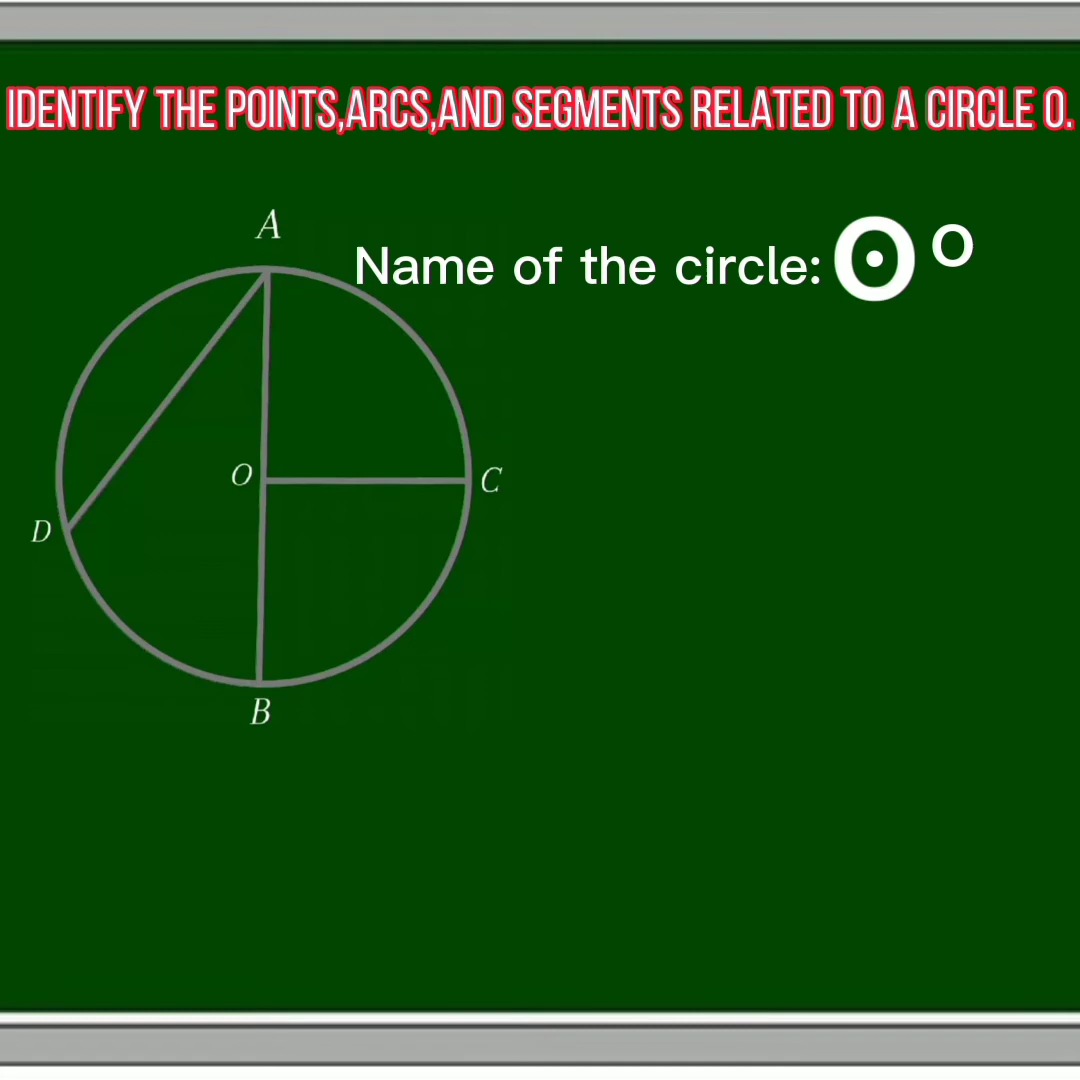 IDENTIFY THE POINTS,ARCS,AND SEGMENTS RELATED TO A CIRCLE O.
A
Name of the circle: ⊙ O
O
C
D
B